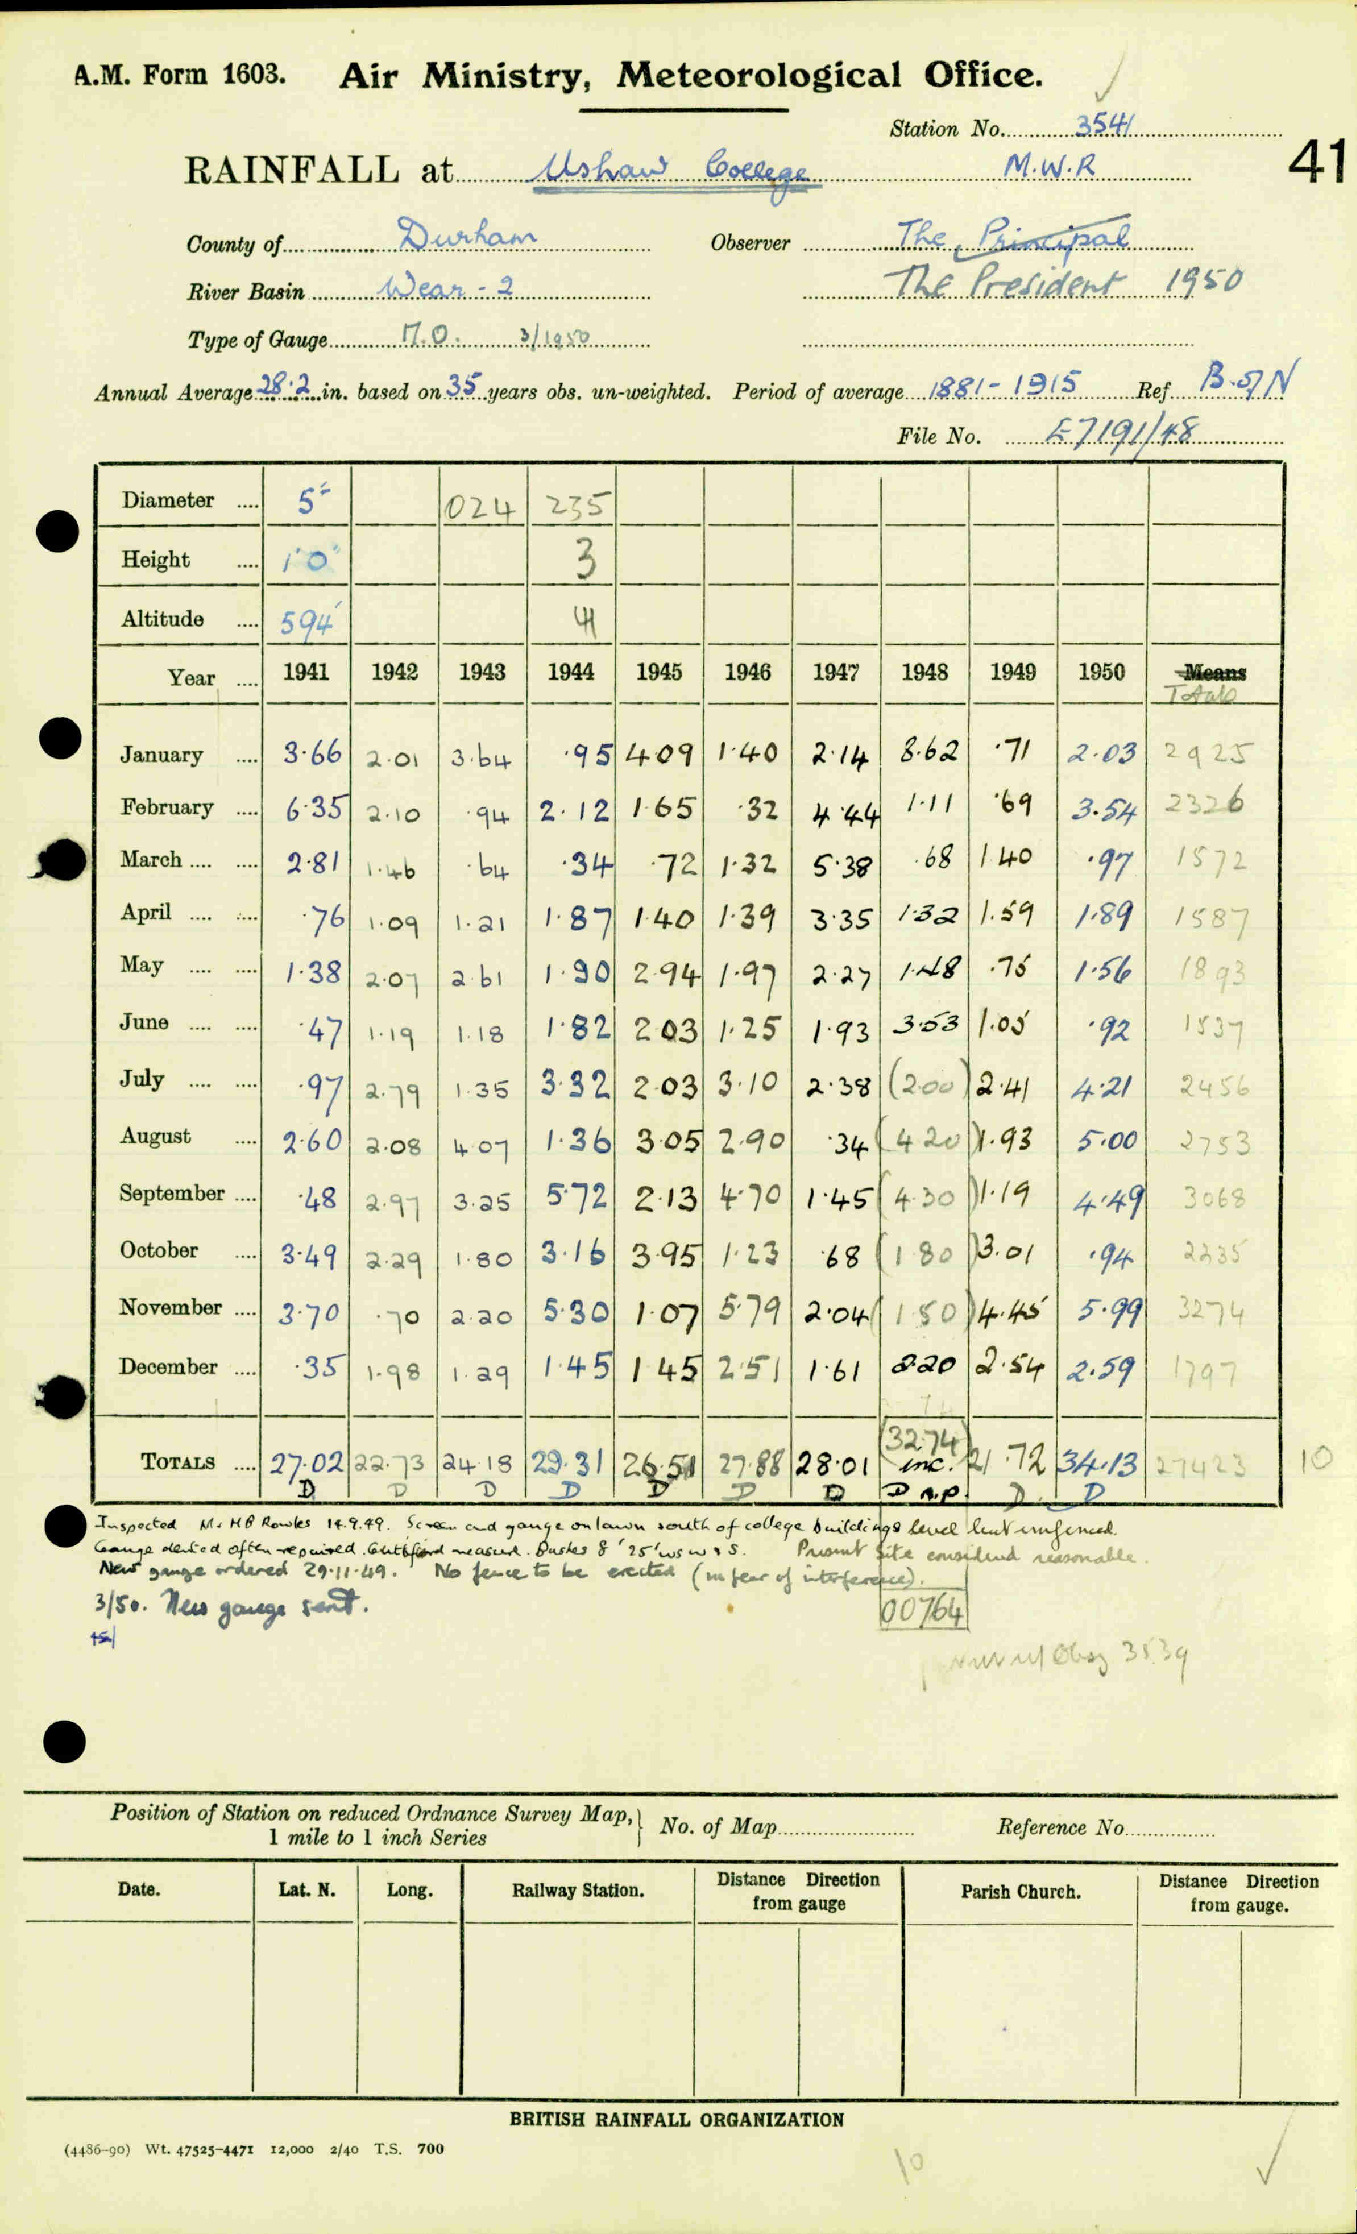 A.M. Form 1603. Air Ministry, Meteorological Office.
Station No. 3541
RAINFALL at Ushaw College M.W.R
41
County of Durham Observer The Principal
River Basin Wear - 2 The President 1950
Type of Gauge M.O. 3/1950
Annual Average 28.2 in. based on 35 years obs. un-weighted. Period of average 1881-1915 Ref. B of N
File No. E7191/48
Diameter .... 5" 024 235
Height .... 1'0" 3
Altitude .... 594'
Year .... 1941 1942 1943 1944 1945 1946 1947 1948 1949 1950 Means
Totals
January .... 3.66 2.01 3.64 .95 4.09 1.40 2.14 3.62 .71 2.03 2925
February .... 6.35 2.10 .94 2.12 1.65 .32 4.44 1.11 .69 3.54 2326
March .... .... 2.81 1.46 .64 .34 .72 1.32 5.38 .68 1.40 .97 1572
April .... .... .76 1.09 1.21 1.87 1.40 1.39 3.35 1.32 1.59 1.89 1587
May .... .... 1.38 2.07 2.61 1.90 2.94 1.97 2.27 1.48 .75 1.56 1893
June .... .... .47 1.19 1.18 1.82 2.03 1.25 1.93 3.53 1.05 .92 1537
July .... .... .97 2.79 1.35 3.32 2.03 3.10 2.38 (2.00) 2.41 4.21 2456
August .... 2.60 2.08 4.07 1.36 3.05 2.90 .34 (4.20) 1.93 5.00 2753
September .... .48 2.97 3.25 5.72 2.13 4.70 1.45 (4.30) 1.19 4.49 3068
October .... 3.49 2.29 1.80 3.16 3.95 1.23 .68 (1.80) 3.01 .94 2235
November .... 3.70 .70 2.20 5.30 1.07 5.79 2.04 (1.50) 4.45 5.99 3274
December .... .35 1.98 1.29 1.45 1.45 2.51 1.61 2.20 2.54 2.59 1797
(32.74)
TOTALS .... 27.02 22.73 24.18 29.31 26.51 27.88 28.01 inc. 21.72 34.13 27423 10
D D D D D D D D n.p. D. D
Inspected Mr H B Rowles 14.9.49. Screen and gauge on lawn south of college buildings level but unfenced.
Gauge dented often repaired. measured. Bushes 8' 25' Present site considered reasonable.
New gauge ordered 29.11.49. No fence to be erected (in fear of interference).
3/50. New gauge sent.
00764
3539
Position of Station on reduced Ordnance Survey Map, 1 mile to 1 inch Series
No. of Map
Reference No.
Date. Lat. N. Long. Railway Station. Distance Direction from gauge Parish Church. Distance Direction from gauge.
BRITISH RAINFALL ORGANIZATION
(4486-90) Wt. 47525-4471 12,000 2/40 T.S. 700
10